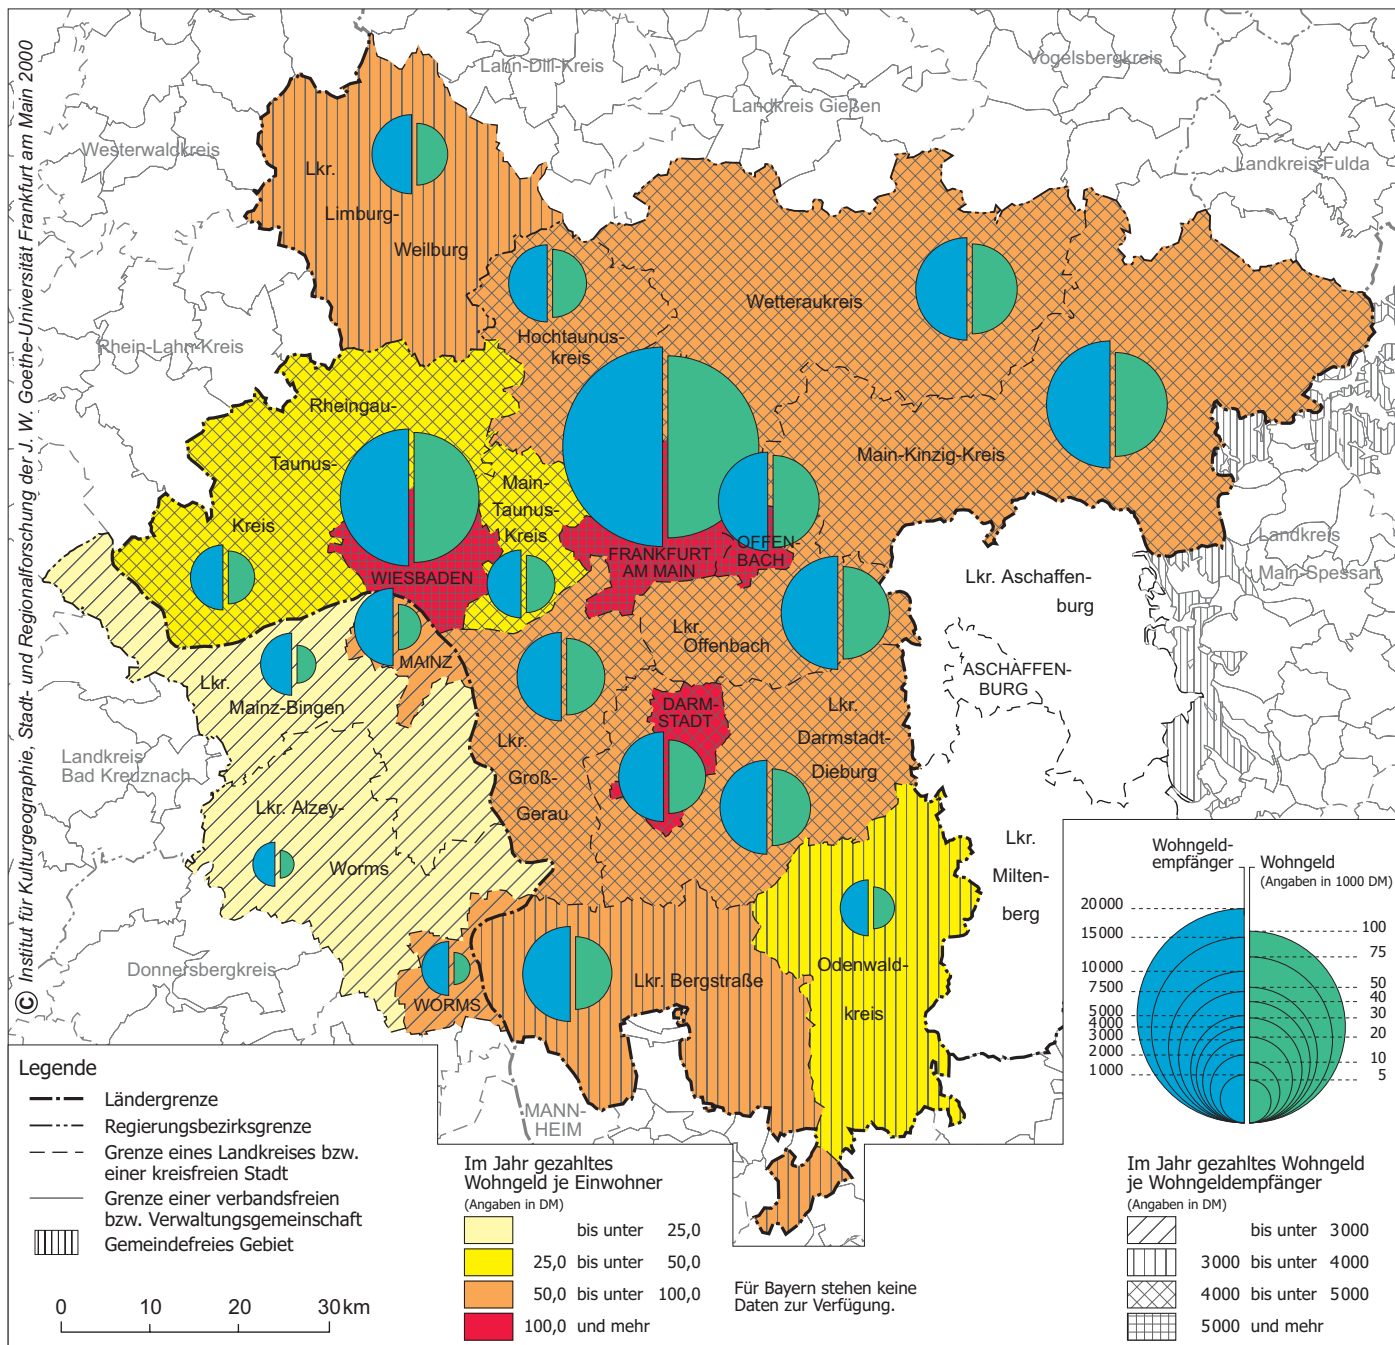 © Institut für Kulturgeographie, Stadt- und Regionalforschung der J. W. Goethe-Universität Frankfurt am Main 2000
Lahn-Dill-Kreis
Vogelsbergkreis
Landkreis Gießen
Westerwaldkreis
Landkreis-Fulda
Lkr.
Limburg-
Weilburg
Wetteraukreis
Hochtaunus-
kreis
Rhein-Lahn-Kreis
Rheingau-
Taunus-
Kreis
Main-Kinzig-Kreis
Main-
Taunus-
Kreis
WIESBADEN
FRANKFURT
AM MAIN
OFFEN-
BACH
Landkreis
Main-Spessart
Lkr. Aschaffen-
burg
ASCHAFFEN-
BURG
Lkr.
Offenbach
MAINZ
Lkr.
Mainz-Bingen
DARM-
STADT
Lkr.
Darmstadt-
Dieburg
Lkr.
Groß-
Gerau
Landkreis
Bad Kreuznach
Lkr. Alzey-
Worms
Lkr.
Milten-
berg
Donnersbergkreis
WORMS
Lkr. Bergstraße
Odenwald-
kreis
MANN-
HEIM
Wohngeld-
empfänger
20000
15000
10000
7500
5000
4000
3000
2000
1000
Wohngeld
(Angaben in 1000 DM)
100
75
50
40
30
20
10
5
Legende
Ländergrenze
Regierungsbezirksgrenze
Grenze eines Landkreises bzw.
einer kreisfreien Stadt
Grenze einer verbandsfreien
bzw. Verwaltungsgemeinschaft
Gemeindefreies Gebiet
0 10 20 30 km
Im Jahr gezahltes
Wohngeld je Einwohner
(Angaben in DM)
bis unter 25,0
25,0 bis unter 50,0
50,0 bis unter 100,0
100,0 und mehr
Für Bayern stehen keine
Daten zur Verfügung.
Im Jahr gezahltes Wohngeld
je Wohngeldempfänger
(Angaben in DM)
bis unter 3000
3000 bis unter 4000
4000 bis unter 5000
5000 und mehr